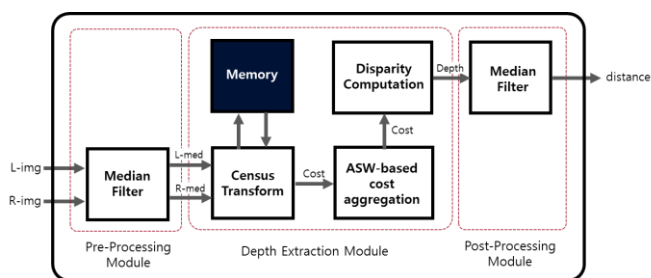 L-img
R-img
Median
Filter
L-med
R-med
Pre-Processing
Module
Memory
Census
Transform
Cost
ASW-based
cost
aggregation
Cost
Disparity
Computation
Depth Extraction Module
Depth
Median
Filter
distance
Post-Processing
Module